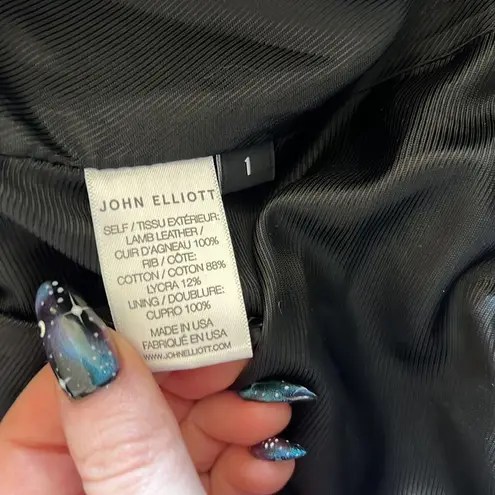 1
JOHN ELLIOTT
SELF / TISSU EXTÉRIEUR:
LAMB LEATHER /
CUIR D'AGNEAU 100%
RIB / CÔTE:
COTTON / COTON 88%
LYCRA 12%
LINING / DOUBLURE:
CUPRO 100%
MADE IN USA
FABRIQUÉ EN USA
WWW.JOHNELLIOTT.COM